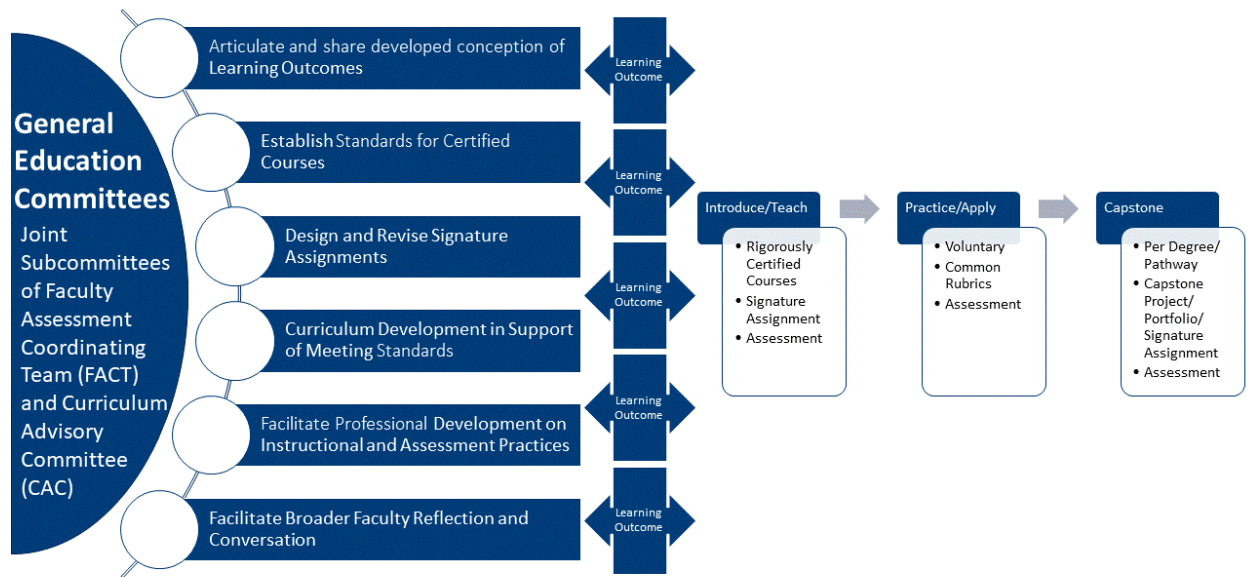 General
Education
Committees
Joint
Subcommittees
of Faculty
Assessment
Coordinating
Team (FACT)
and Curriculum
Advisory
Committee
(CAC)
Articulate and share developed conception of
Learning Outcomes
Establish Standards for Certified
Courses
Design and Revise Signature
Assignments
Curriculum Development in Support
of Meeting Standards
Facilitate Professional Development on
Instructional and Assessment Practices
Facilitate Broader Faculty Reflection and
Conversation
Learning
Outcome
Learning
Outcome
Learning
Outcome
Learning
Outcome
Learning
Outcome
Introduce/Teach
• Rigorously
Certified
Courses
• Signature
Assignment
• Assessment
Practice/Apply
• Voluntary
• Common
Rubrics
• Assessment
Capstone
• Per Degree/
Pathway
• Capstone
Project/
Portfolio/
Signature
Assignment
• Assessment